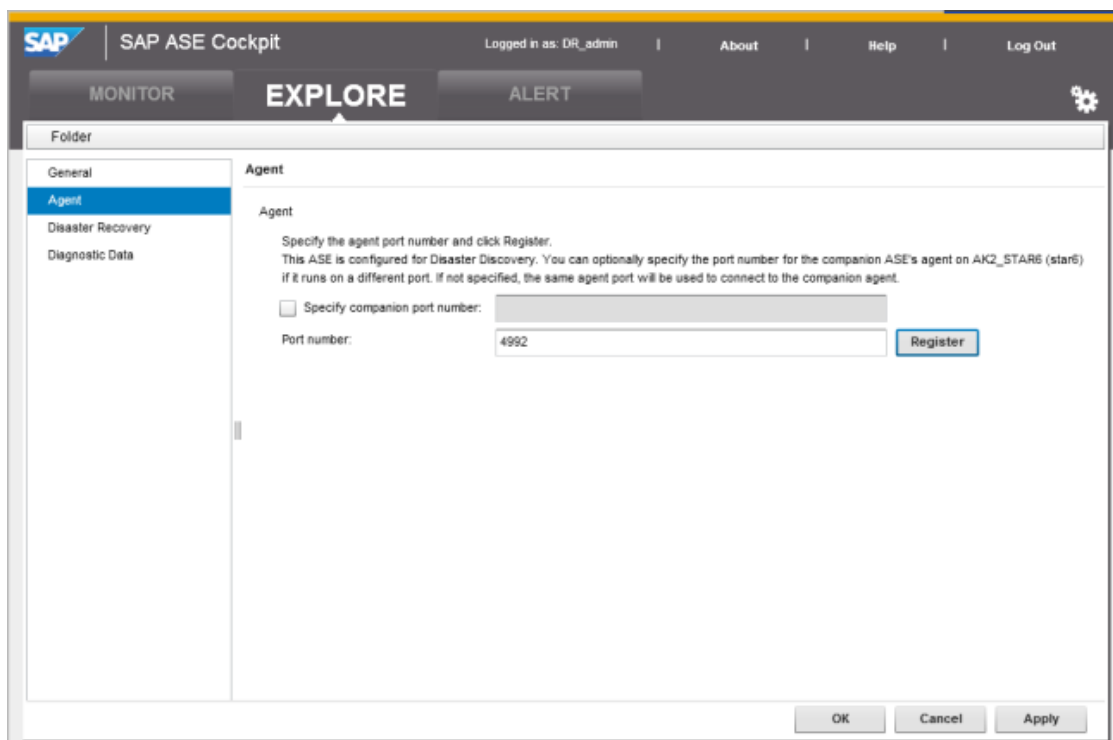 SAP SAP ASE Cockpit Logged in as: DR_admin | About | Help | Log Out
MONITOR EXPLORE ALERT
Folder
General
Agent
Disaster Recovery
Diagnostic Data
Agent
Agent
Specify the agent port number and click Register.
This ASE is configured for Disaster Discovery. You can optionally specify the port number for the companion ASE's agent on AK2_STAR6 (star6)
if it runs on a different port. If not specified, the same agent port will be used to connect to the companion agent.
Specify companion port number:
Port number: 4992 Register
OK Cancel Apply